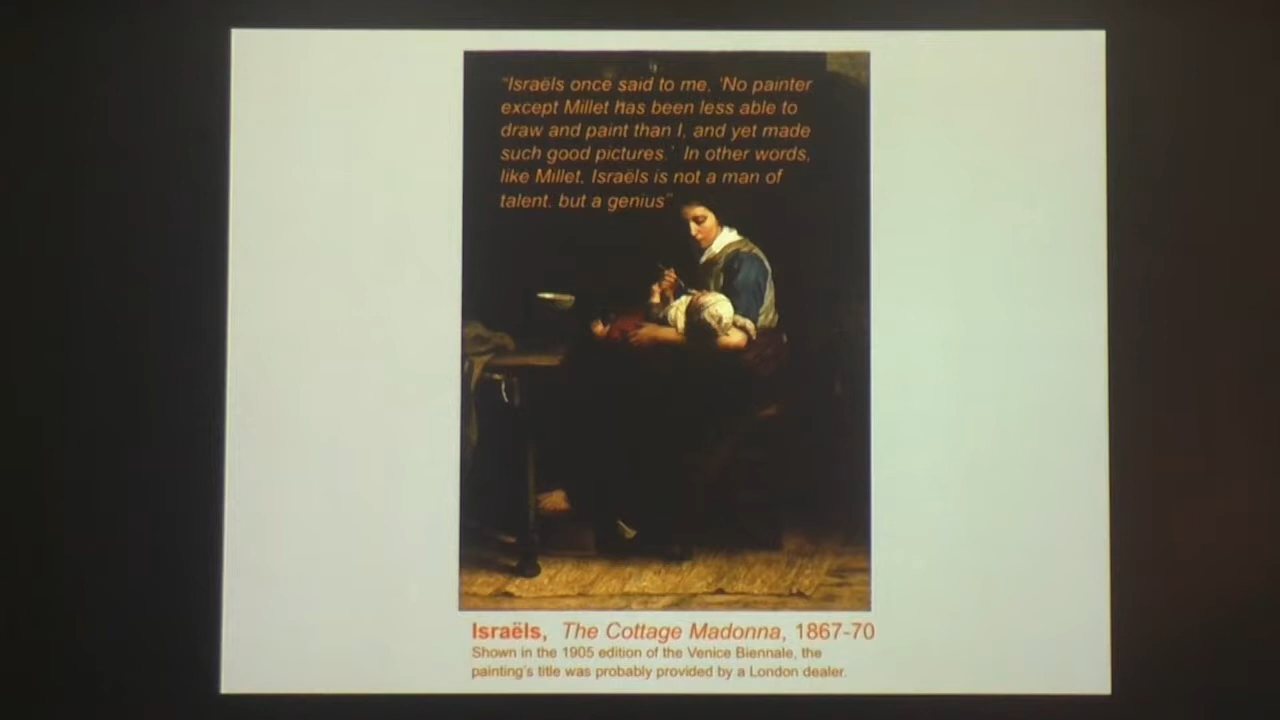 "Israëls once said to me, 'No painter
except Millet has been less able to
draw and paint than I, and yet made
such good pictures.' In other words,
like Millet, Israëls is not a man of
talent, but a genius"
Israëls, The Cottage Madonna, 1867-70
Shown in the 1905 edition of the Venice Biennale, the
painting's title was probably provided by a London dealer.